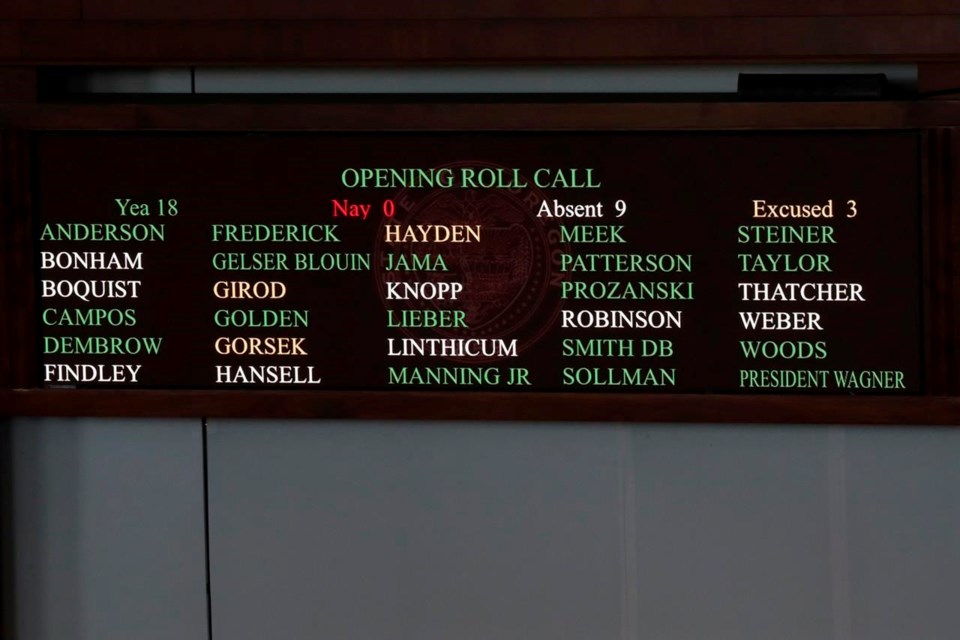 OPENING ROLL CALL
Yea 18 Nay 0 Absent 9 Excused 3
ANDERSON FREDERICK HAYDEN MEEK STEINER
BONHAM GELSER BLOUIN JAMA PATTERSON TAYLOR
BOQUIST GIROD KNOPP PROZANSKI THATCHER
CAMPOS GOLDEN LIEBER ROBINSON WEBER
DEMBROW GORSEK LINTHICUM SMITH DB WOODS
FINDLEY HANSELL MANNING JR SOLLMAN PRESIDENT WAGNER